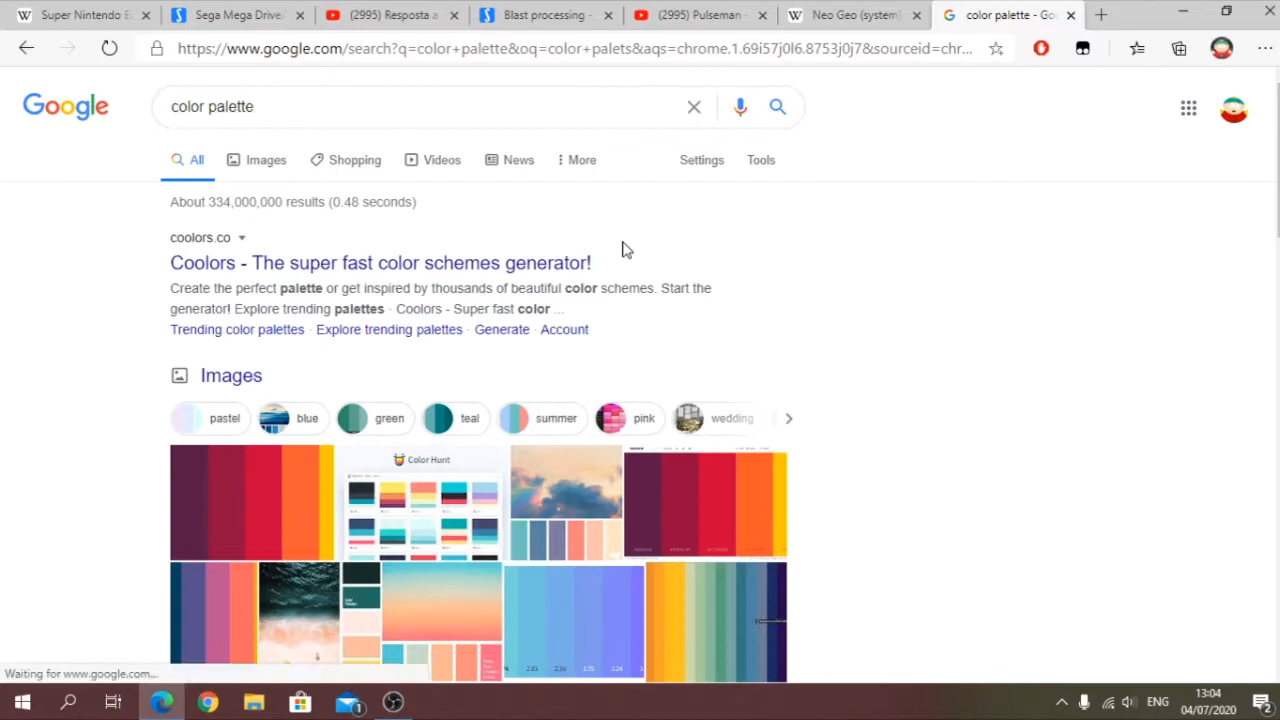 Super Nintendo E
Sega Mega Drive/
(2995) Resposta a
Blast processing -
(2995) Pulseman -
Neo Geo (system)
color palette - Goo
https://www.google.com/search?q=color+palette&oq=color+palets&aqs=chrome.1.69i57j0l6.8753j0j7&sourceid=chr...
Google
color palette
All
Images
Shopping
Videos
News
More
Settings
Tools
About 334,000,000 results (0.48 seconds)
coolors.co
Coolors - The super fast color schemes generator!
Create the perfect palette or get inspired by thousands of beautiful color schemes. Start the
generator! Explore trending palettes · Coolors - Super fast color ...
Trending color palettes · Explore trending palettes · Generate · Account
Images
pastel
blue
green
teal
summer
pink
wedding
Color Hunt
Waiting for www.google.com...
1
ENG
13:04
04/07/2020
2